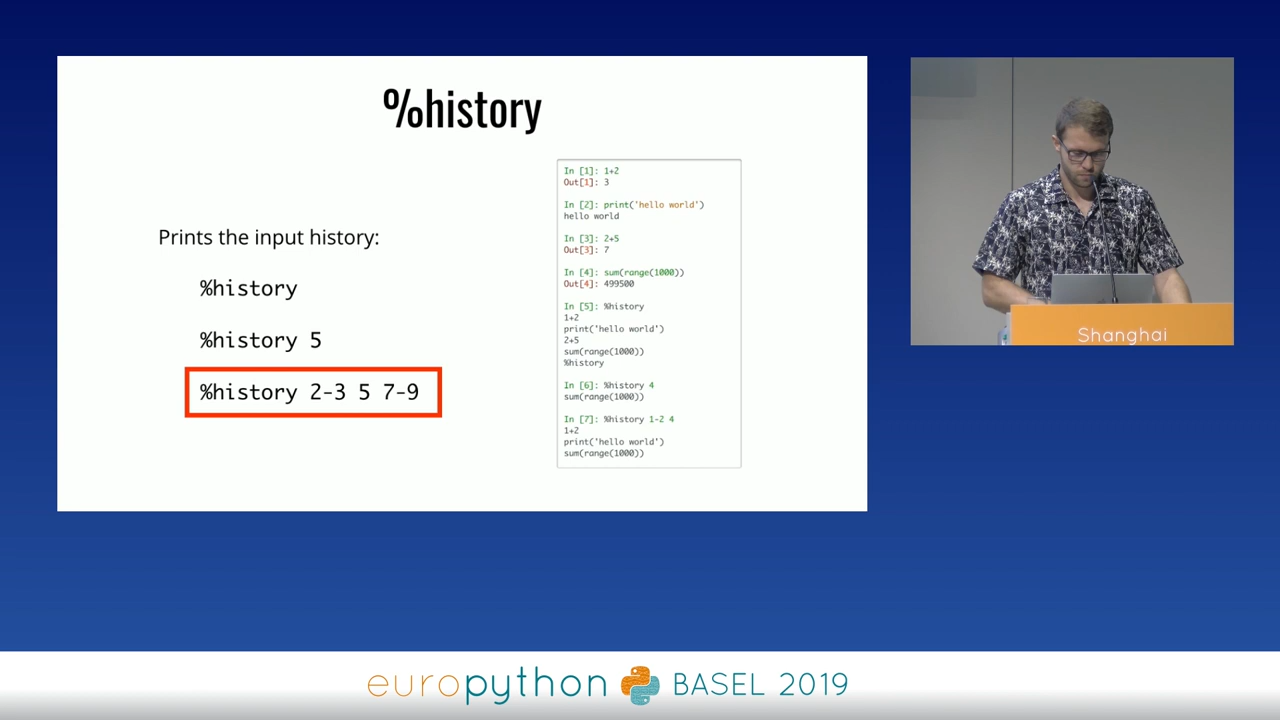 %history
Prints the input history:
%history
%history 5
%history 2-3 5 7-9
In [1]: 1+2
Out[1]: 3
In [2]: print('hello world')
hello world
In [3]: 2+5
Out[3]: 7
In [4]: sum(range(1000))
Out[4]: 499500
In [5]: %history
1+2
print('hello world')
2+5
sum(range(1000))
%history
In [6]: %history 4
sum(range(1000))
In [7]: %history 1-2 4
1+2
print('hello world')
sum(range(1000))
Shanghai
europython BASEL 2019